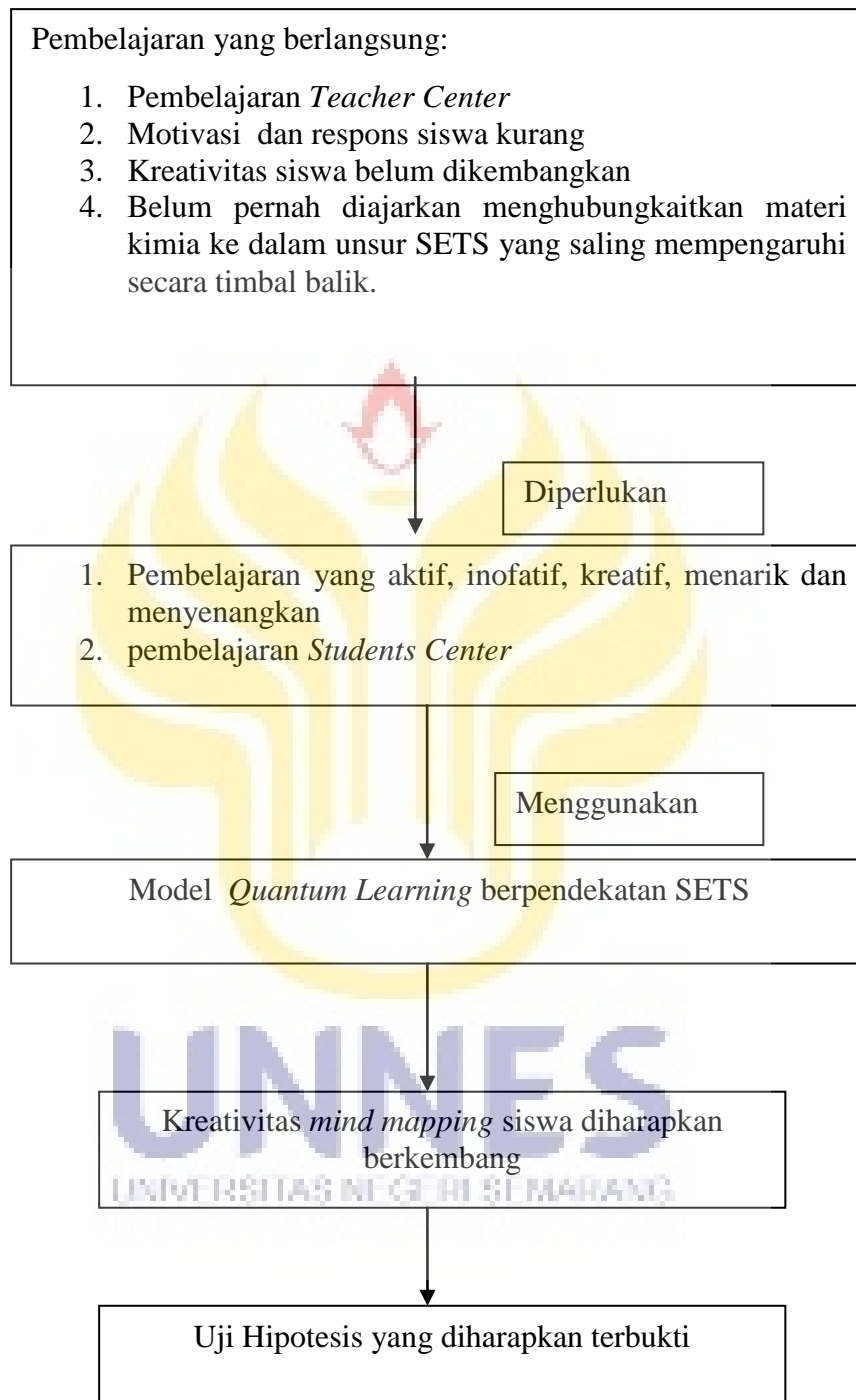 Pembelajaran yang berlangsung:
1. Pembelajaran Teacher Center
2. Motivasi dan respons siswa kurang
3. Kreativitas siswa belum dikembangkan
4. Belum pernah diajarkan menghubungkaitkan materi
kimia ke dalam unsur SETS yang saling mempengaruhi
secara timbal balik.
Diperlukan
1. Pembelajaran yang aktif, inofatif, kreatif, menarik dan
menyenangkan
2. pembelajaran Students Center
Menggunakan
Model Quantum Learning berpendekatan SETS
UNNES
Kreativitas mind mapping siswa diharapkan
berkembang
UNIVERSITAS NEGERI SEMARANG
Uji Hipotesis yang diharapkan terbukti